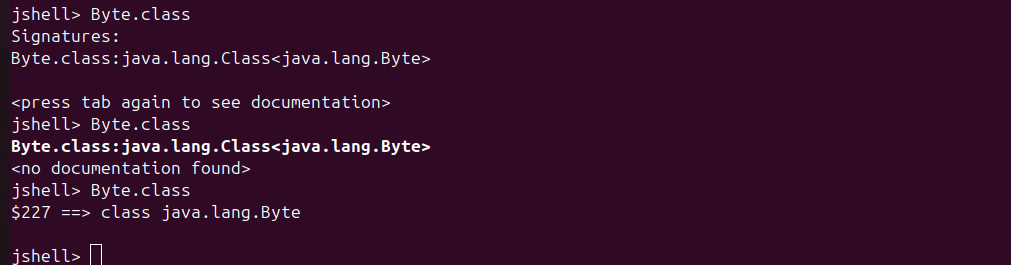 jshell> Byte.class
Signatures:
Byte.class:java.lang.Class<java.lang.Byte>
<press tab again to see documentation>
jshell> Byte.class
Byte.class:java.lang.Class<java.lang.Byte>
<no documentation found>
jshell> Byte.class
$227 ==> class java.lang.Byte
jshell>